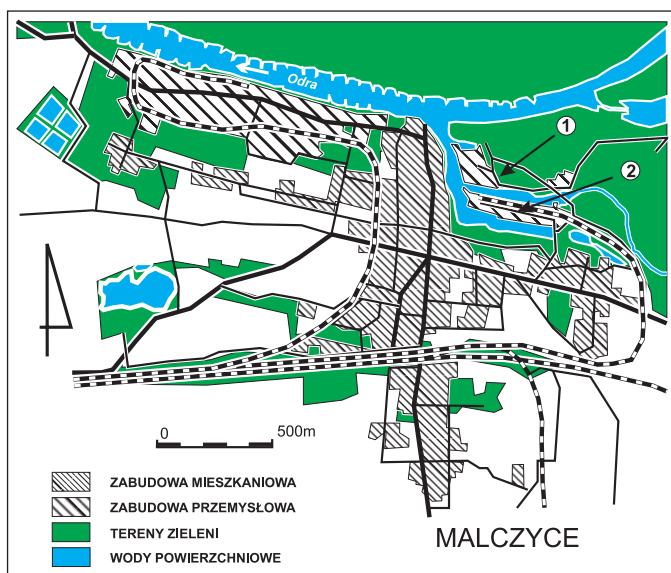 Odra
1
2
0 500m
ZABUDOWA MIESZKANIOWA
ZABUDOWA PRZEMYSŁOWA
TERENY ZIELENI
WODY POWIERZCHNIOWE
MALCZYCE